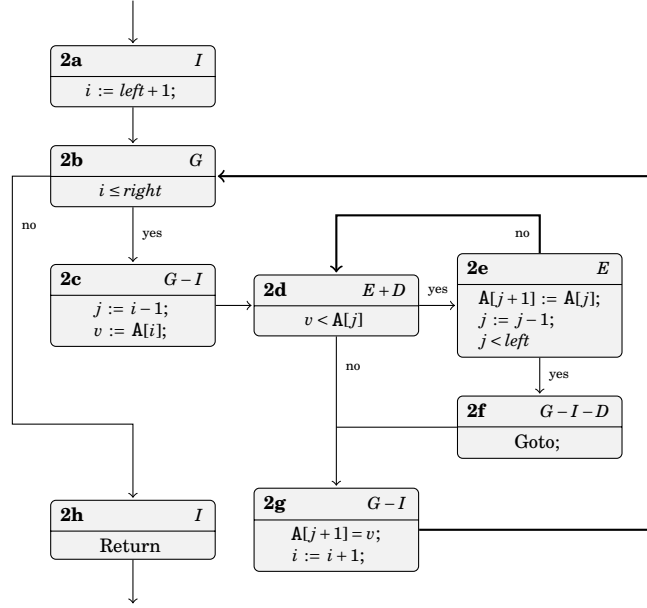 2a I
i := left + 1;
2b G
i ≤ right
no
yes
2c G − I
j := i − 1;
v := A[i];
2d E + D
v < A[j]
yes
no
2e E
A[j + 1] := A[j];
j := j − 1;
j < left
no
yes
2f G − I − D
Goto;
2g G − I
A[j + 1] = v;
i := i + 1;
2h I
Return